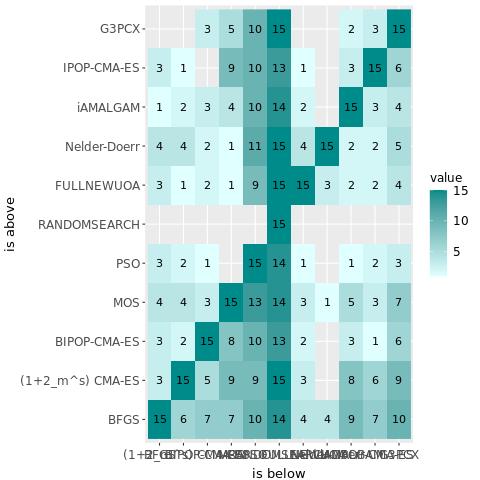 G3PCX 3 5 10 15 2 3 15
IPOP-CMA-ES 3 1 9 10 13 1 3 15 6
iAMALGAM 1 2 3 4 10 14 2 15 3 4
Nelder-Doerr 4 4 2 1 11 15 4 15 2 2 5
FULLNEWUOA 3 1 2 1 9 15 15 3 2 2 4
RANDOMSEARCH 15
PSO 3 2 1 15 14 1 1 2 3
MOS 4 4 3 15 13 14 3 1 5 3 7
BIPOP-CMA-ES 3 2 15 8 10 13 2 3 1 6
(1+2_m^s) CMA-ES 3 15 5 9 9 15 3 8 6 9
BFGS 15 6 7 7 10 14 4 4 9 7 10
is above
is below
value
15
10
5